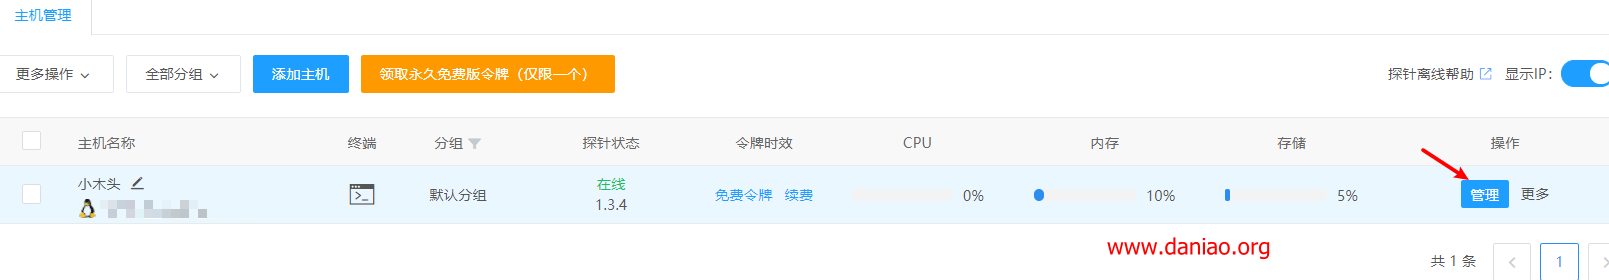 主机管理
更多操作 全部分组 添加主机 领取永久免费版令牌（仅限一个） 探针离线帮助 显示IP：
主机名称 终端 分组 探针状态 令牌时效 CPU 内存 存储 操作
小木头 默认分组 在线 1.3.4 免费令牌 续费 0% 10% 5% 管理 更多
www.daniao.org
共 1 条 1